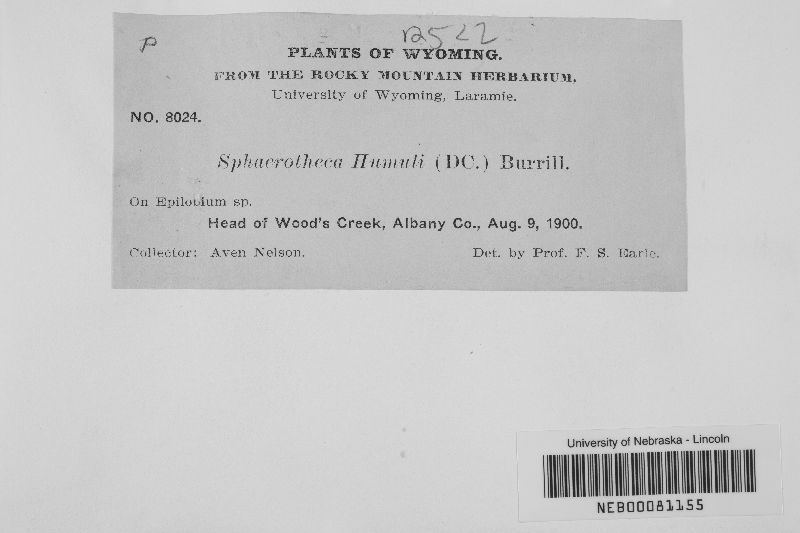 P
12522
PLANTS OF WYOMING.
FROM THE ROCKY MOUNTAIN HERBARIUM,
University of Wyoming, Laramie.
NO. 8024.
Sphaerotheca Humuli (DC.) Burrill.
On Epilobium sp.
Head of Wood's Creek, Albany Co., Aug. 9, 1900.
Collector: Aven Nelson. Det. by Prof. F. S. Earle.
University of Nebraska - Lincoln
NEB00081155